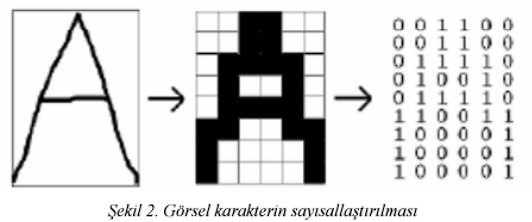 A
0 0 1 1 0 0
0 0 1 1 0 0
0 1 1 1 1 0
0 1 0 0 1 0
0 1 1 1 1 0
1 1 0 0 1 1
1 0 0 0 0 1
1 0 0 0 0 1
1 0 0 0 0 1
Şekil 2. Görsel karakterin sayısallaştırılması